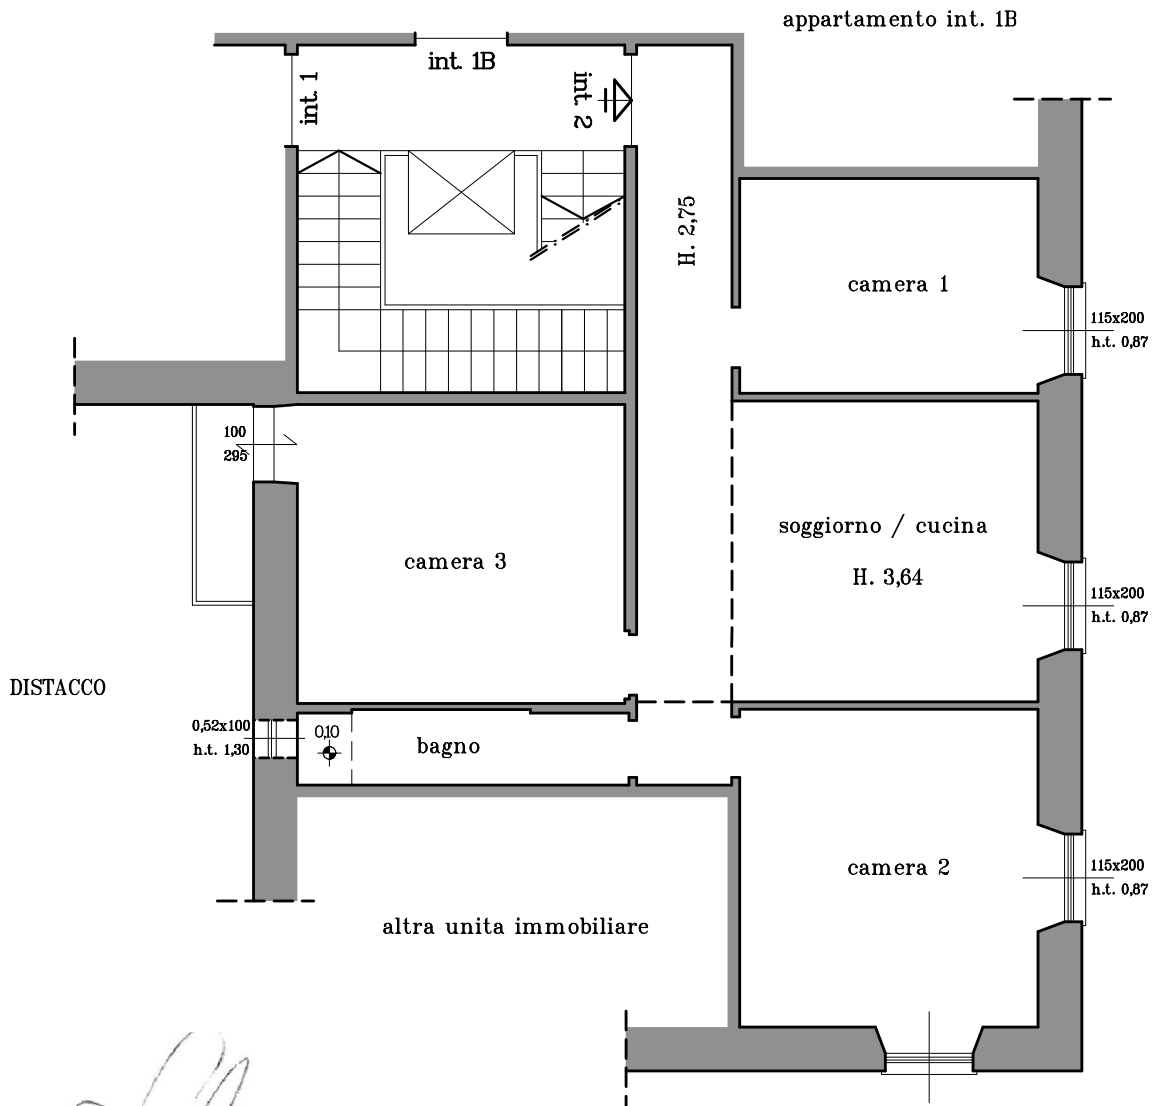 appartamento int. 1B
int. 1B
int. 1
int. 2
H. 2,75
camera 1
115x200
h.t. 0,87
100
295
soggiorno / cucina
H. 3,64
camera 3
115x200
h.t. 0,87
DISTACCO
0,52x100
h.t. 1,30
0,10
bagno
camera 2
115x200
h.t. 0,87
altra unita immobiliare